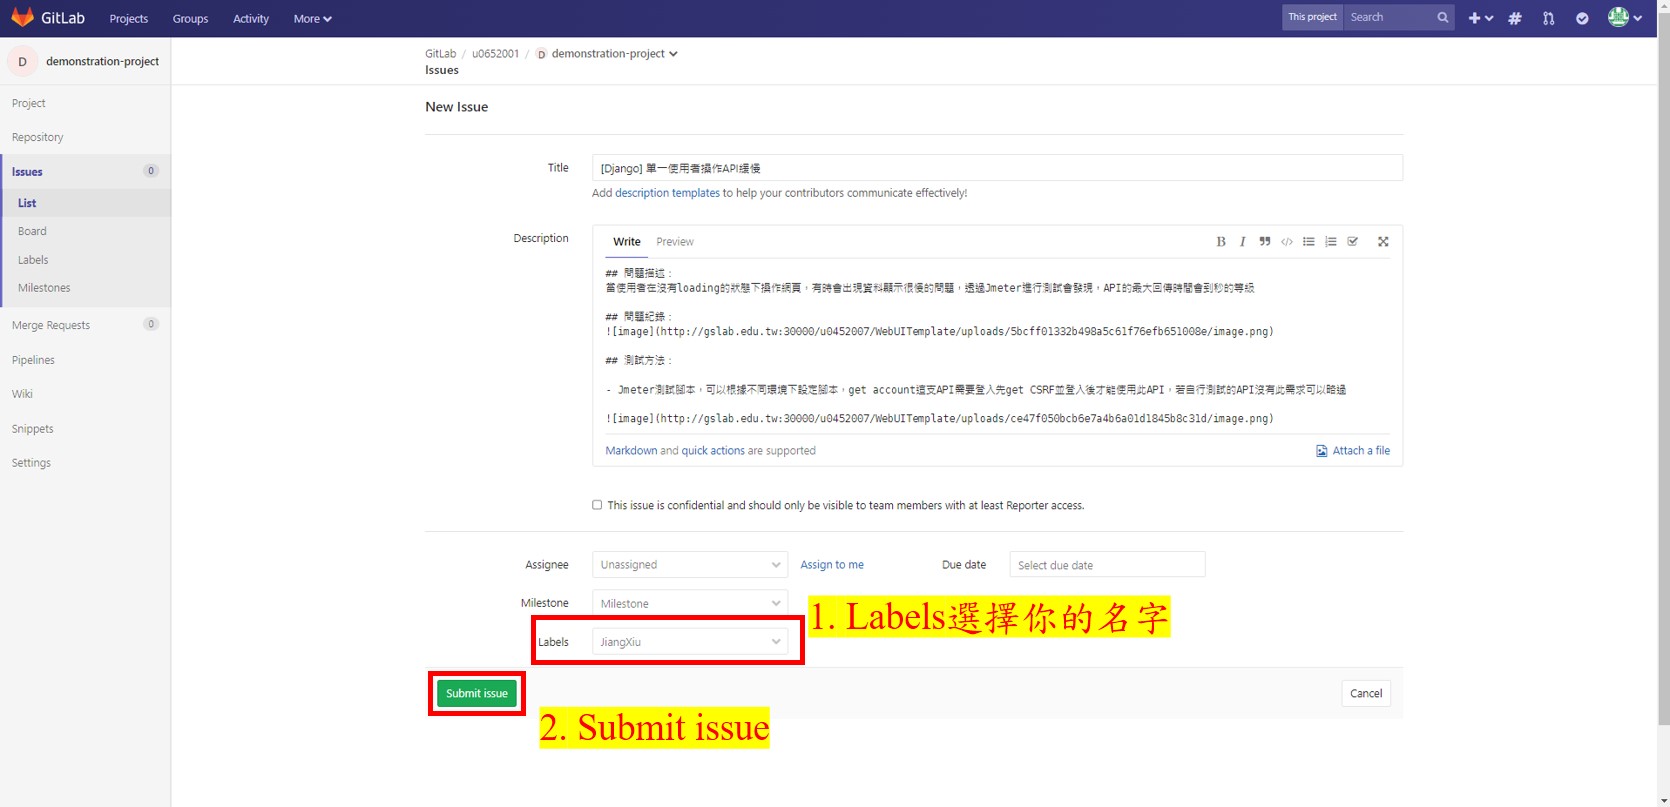 GitLab Projects Groups Activity More This project Search
D demonstration-project
GitLab / u0652001 / D demonstration-project
Issues
Project
Repository
Issues 0
List
Board
Labels
Milestones
Merge Requests 0
Pipelines
Wiki
Snippets
Settings
New Issue
Title [Django] 單一使用者操作API緩慢
Add description templates to help your contributors communicate effectively!
Description Write Preview B I
## 問題描述：
當使用者在沒有loading的狀態下操作網頁，有時會出現資料顯示很慢的問題，透過Jmeter進行測試會發現，API的最大回傳時間會到秒的等級
## 問題紀錄：
![image](http://gslab.edu.tw:30000/u0452007/WebUITemplate/uploads/5bcff01332b498a5c61f76efb651008e/image.png)
## 測試方法：
- Jmeter測試腳本，可以根據不同環境下設定腳本，get account這支API需要登入先get CSRF並登入後才能使用此API，若自行測試的API沒有此需求可以略過
![image](http://gslab.edu.tw:30000/u0452007/WebUITemplate/uploads/ce47f050bcb6e7a4b6a01d1845b8c31d/image.png)
Markdown and quick actions are supported Attach a file
This issue is confidential and should only be visible to team members with at least Reporter access.
Assignee Unassigned Assign to me Due date Select due date
Milestone Milestone
Labels JiangXiu
1. Labels選擇你的名字
Submit issue Cancel
2. Submit issue